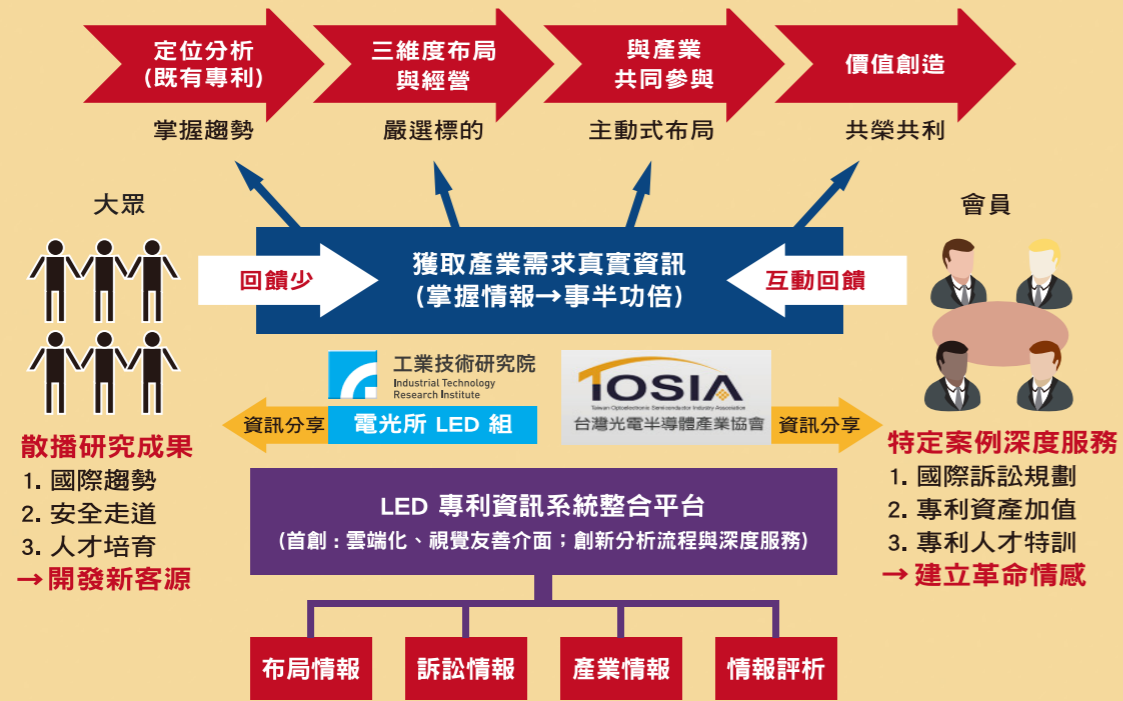 定位分析
(既有專利)
三維度布局
與經營
與產業
共同參與
價值創造
掌握趨勢
嚴選標的
主動式布局
共榮共利
大眾
會員
回饋少
獲取產業需求真實資訊
(掌握情報→事半功倍)
互動回饋
工業技術研究院
Industrial Technology
Research Institute
電光所 LED 組
TOSIA
Taiwan Optoelectronic Semiconductor Industry Association
台灣光電半導體產業協會
資訊分享
資訊分享
散播研究成果
1. 國際趨勢
2. 安全走道
3. 人才培育
→開發新客源
特定案例深度服務
1. 國際訴訟規劃
2. 專利資產加值
3. 專利人才特訓
→建立革命情感
LED 專利資訊系統整合平台
(首創:雲端化、視覺友善介面;創新分析流程與深度服務)
布局情報
訴訟情報
產業情報
情報評析